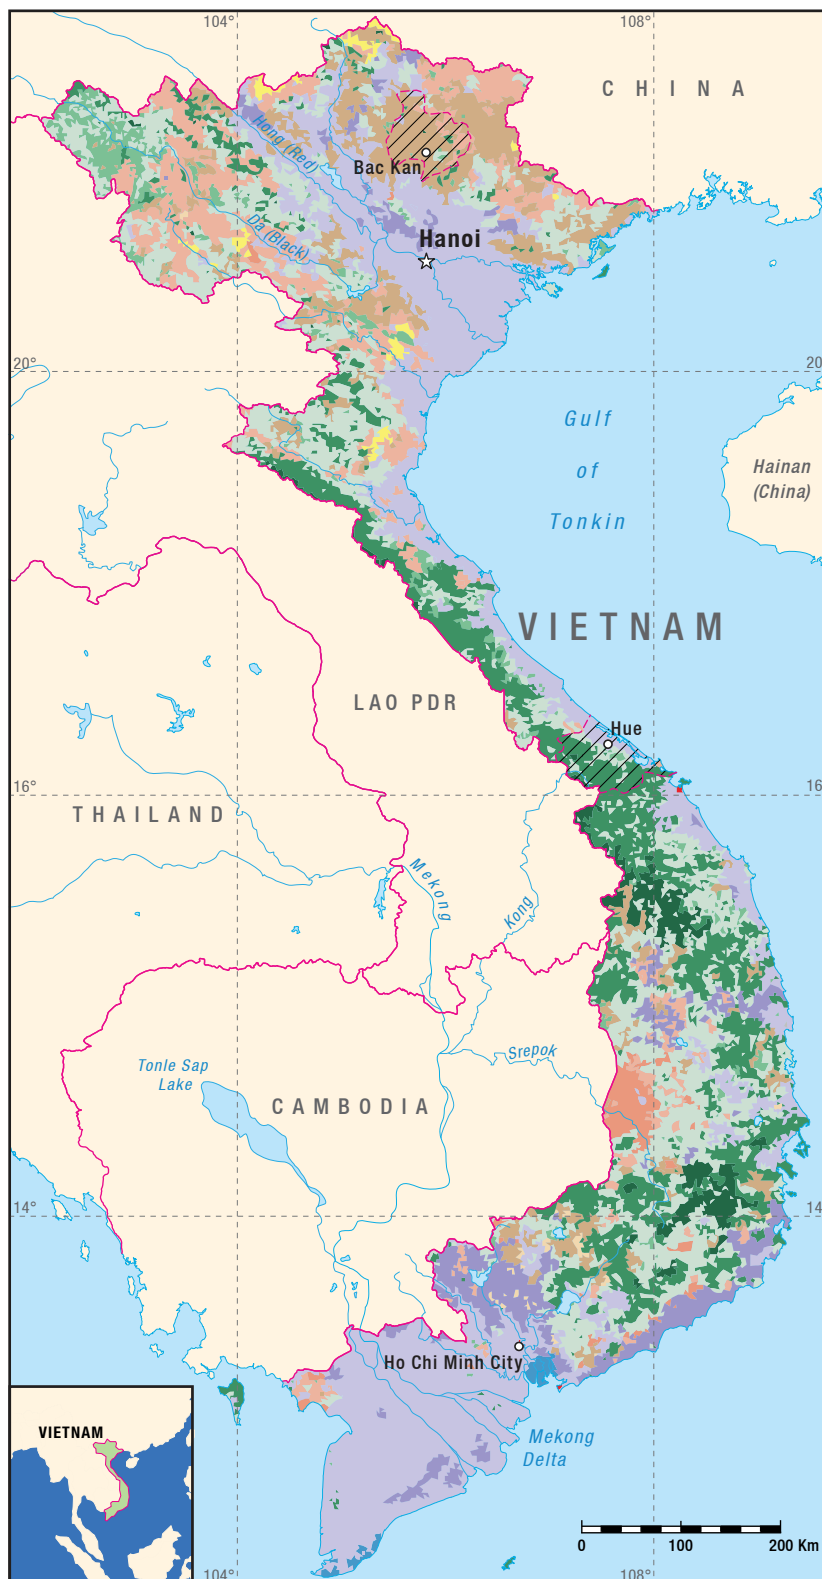 104°
108°
CHINA
Hong (Red)
Bac Kan
Da (Black)
Hanoi
20°
20
Gulf
of
Tonkin
Hainan
(China)
VIETNAM
LAO PDR
Hue
16°
16
THAILAND
Mekong
Kong
Srepok
Tonle Sap
Lake
CAMBODIA
14°
14
Ho Chi Minh City
Mekong
Delta
VIETNAM
0
100
200 Km
104°
108°